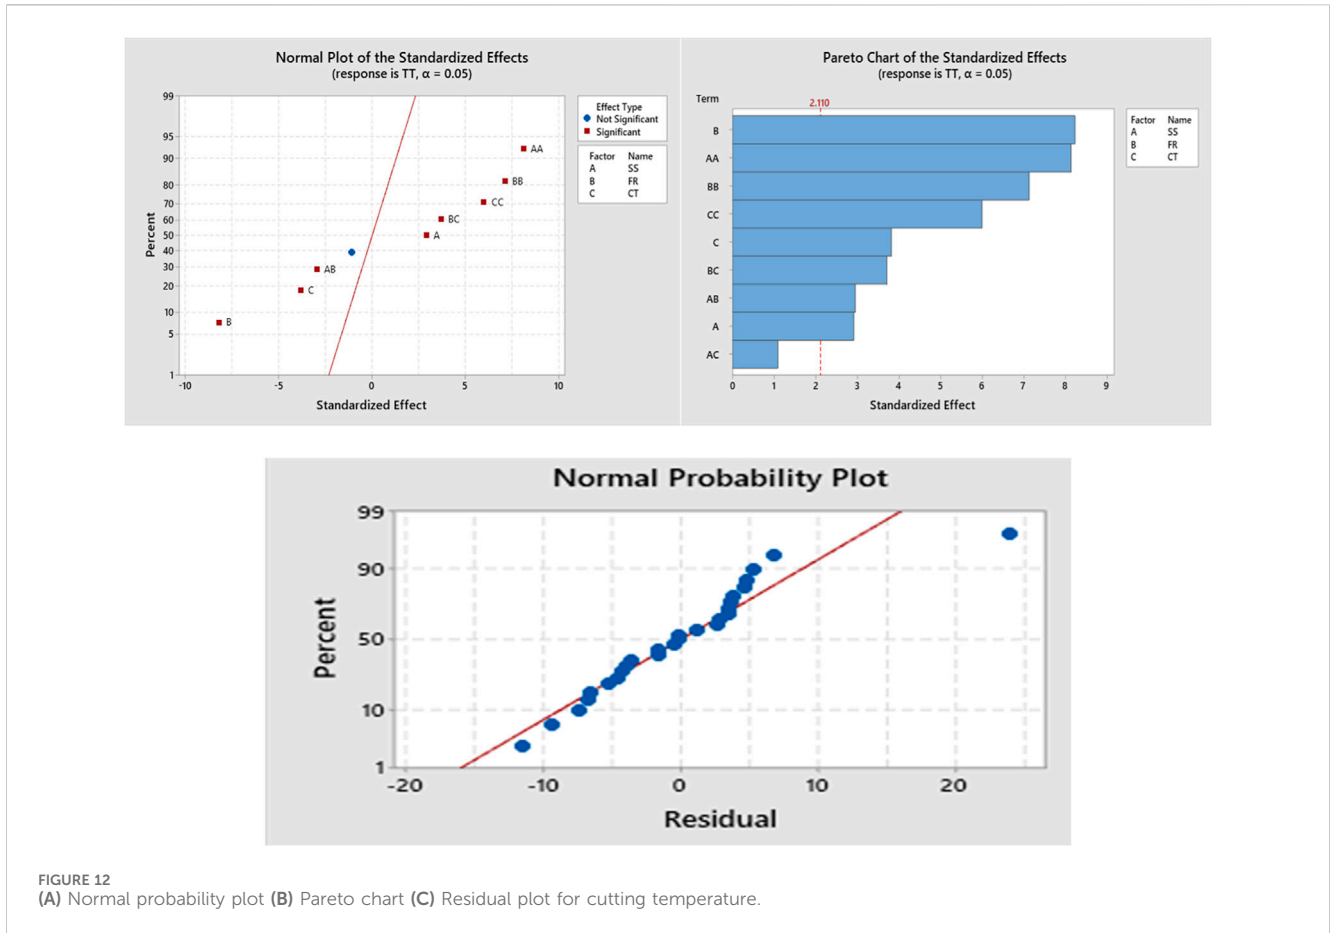 Normal Plot of the Standardized Effects
(response is TT, α = 0.05)
99
95
90
80
70
60
50
40
30
20
10
5
1
Percent
AA
BB
CC
BC
A
AB
C
B
-10 -5 0 5 10
Standardized Effect
Effect Type
Not Significant
Significant
Factor Name
A SS
B FR
C CT
Pareto Chart of the Standardized Effects
(response is TT, α = 0.05)
Term
2.110
B
AA
BB
CC
C
BC
AB
A
AC
0 1 2 3 4 5 6 7 8 9
Standardized Effect
Factor Name
A SS
B FR
C CT
Normal Probability Plot
99
90
50
10
1
Percent
-20 -10 0 10 20
Residual
FIGURE 12
(A) Normal probability plot (B) Pareto chart (C) Residual plot for cutting temperature.